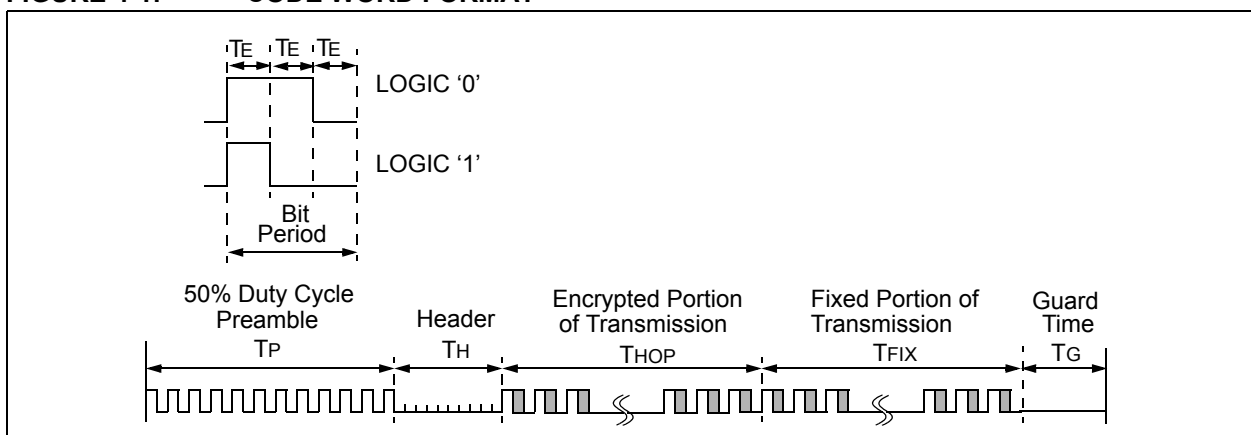 FIGURE 4-1: CODE WORD FORMAT
TE TE TE
LOGIC ‘0’
LOGIC ‘1’
Bit
Period
50% Duty Cycle
Preamble
TP
Header
TH
Encrypted Portion
of Transmission
THOP
Fixed Portion of
Transmission
TFIX
Guard
Time
TG